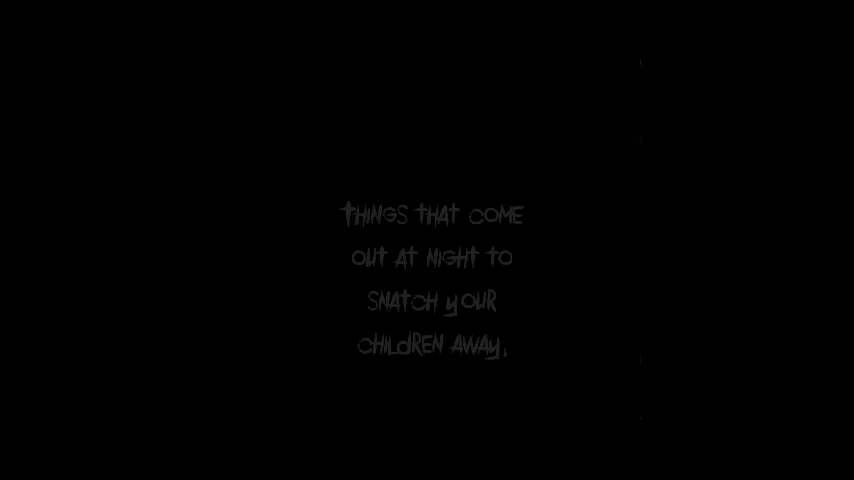 THINGS THAT COME
OUT AT NIGHT TO
SNATCH YOUR
CHILDREN AWAY.